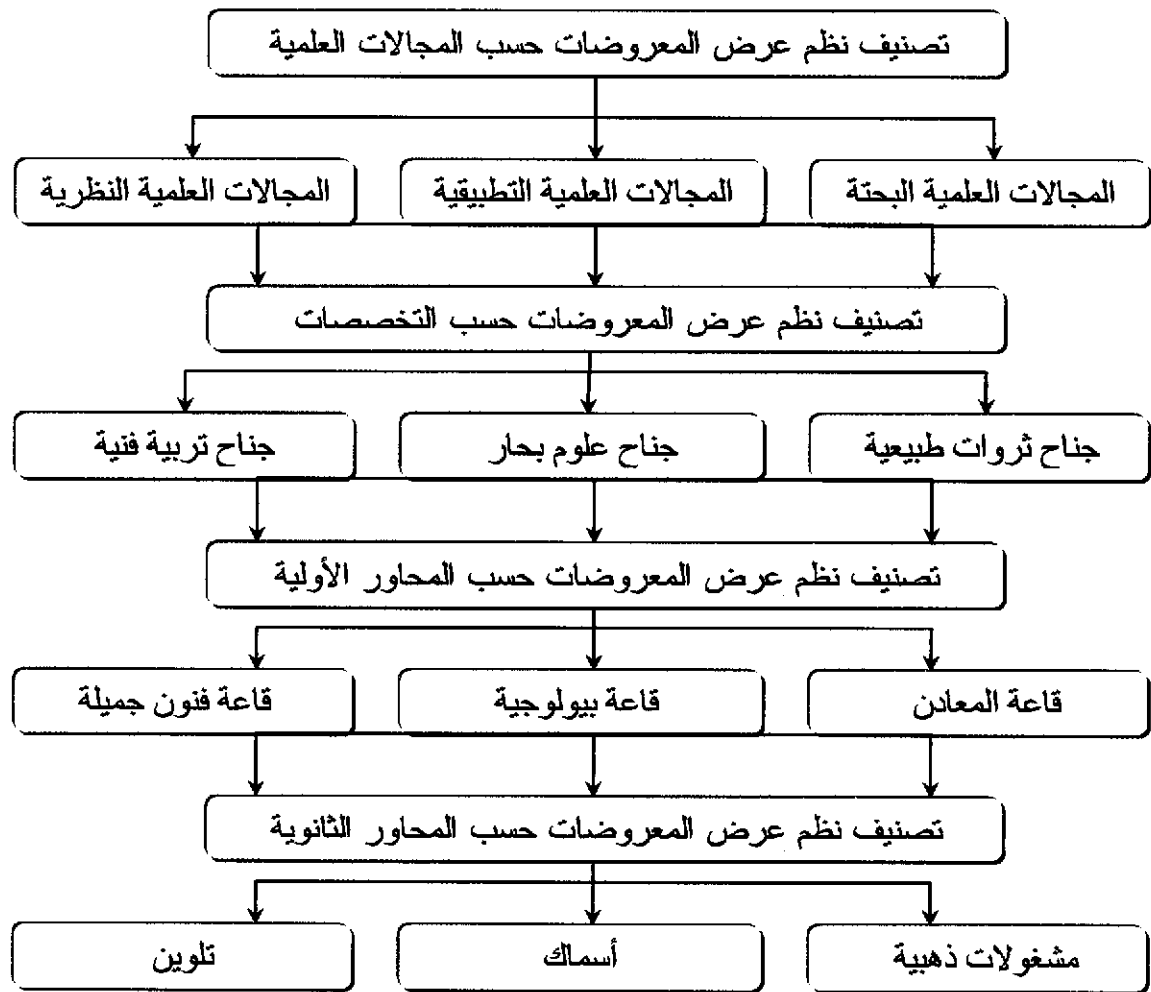 تصنيف نظم عرض المعروضات حسب المجالات العلمية
المجالات العلمية البحتة
المجالات العلمية التطبيقية
المجالات العلمية النظرية
تصنيف نظم عرض المعروضات حسب التخصصات
جناح ثروات طبيعية
جناح علوم بحار
جناح تربية فنية
تصنيف نظم عرض المعروضات حسب المحاور الأولية
قاعة المعادن
قاعة بيولوجية
قاعة فنون جميلة
تصنيف نظم عرض المعروضات حسب المحاور الثانوية
مشغولات ذهبية
أسماك
تلوين